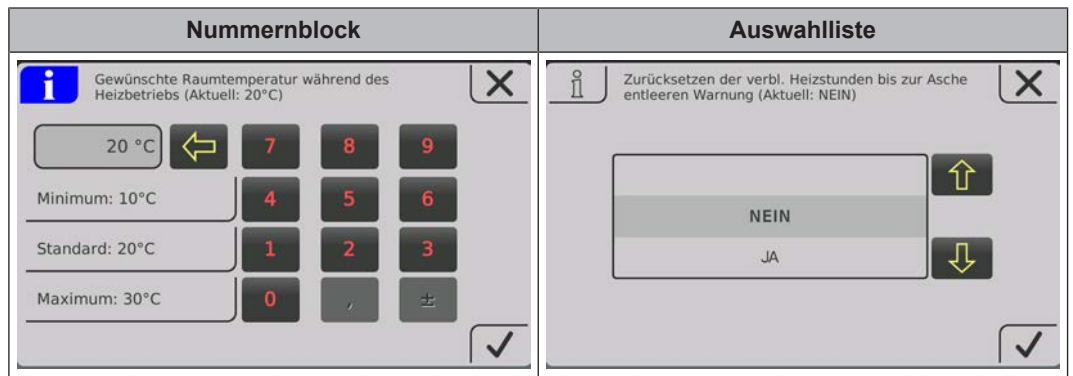 Nummernblock
Auswahlliste
i
Gewünschte Raumtemperatur während des
Heizbetriebs (Aktuell: 20°C)
20 °C
7 8 9
Minimum: 10°C
4 5 6
Standard: 20°C
1 2 3
Maximum: 30°C
0 , ±
i
Zurücksetzen der verbl. Heizstunden bis zur Asche
entleeren Warnung (Aktuell: NEIN)
NEIN
JA